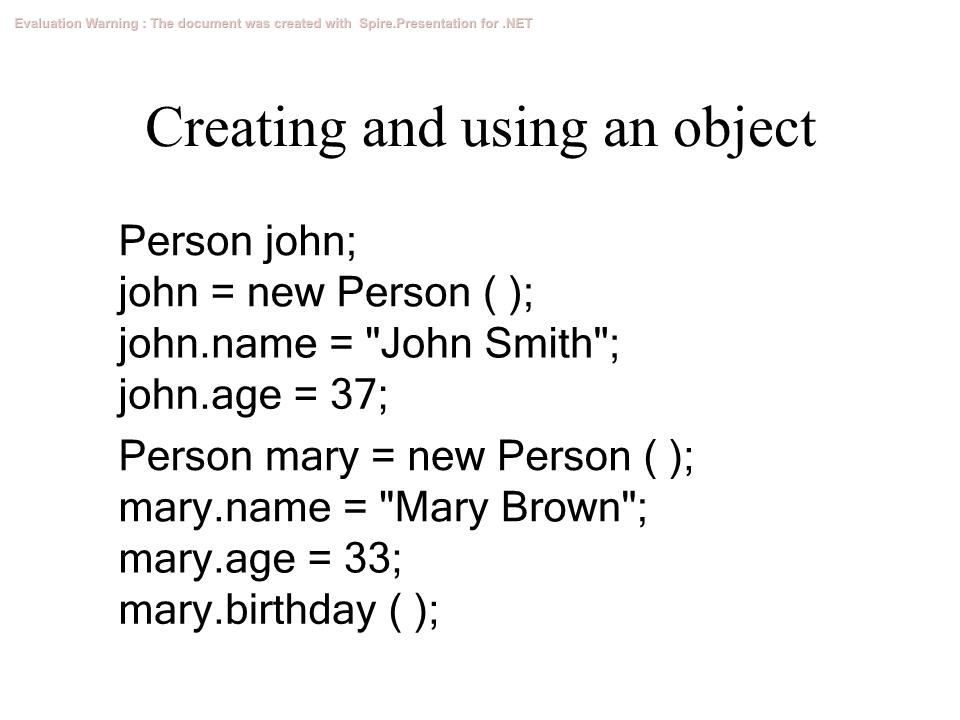 Evaluation Warning : The document was created with  Spire.Presentation for .NET
Creating and using an object
Person john;
john = new Person ( );
john.name = "John Smith";
john.age = 37;
Person mary = new Person ( );
mary.name = "Mary Brown";
mary.age = 33;
mary.birthday ( );